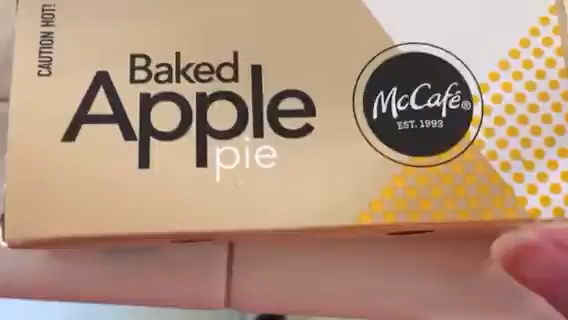 CAUTION HOT!
Baked
Apple
pie
McCafé®
EST. 1993